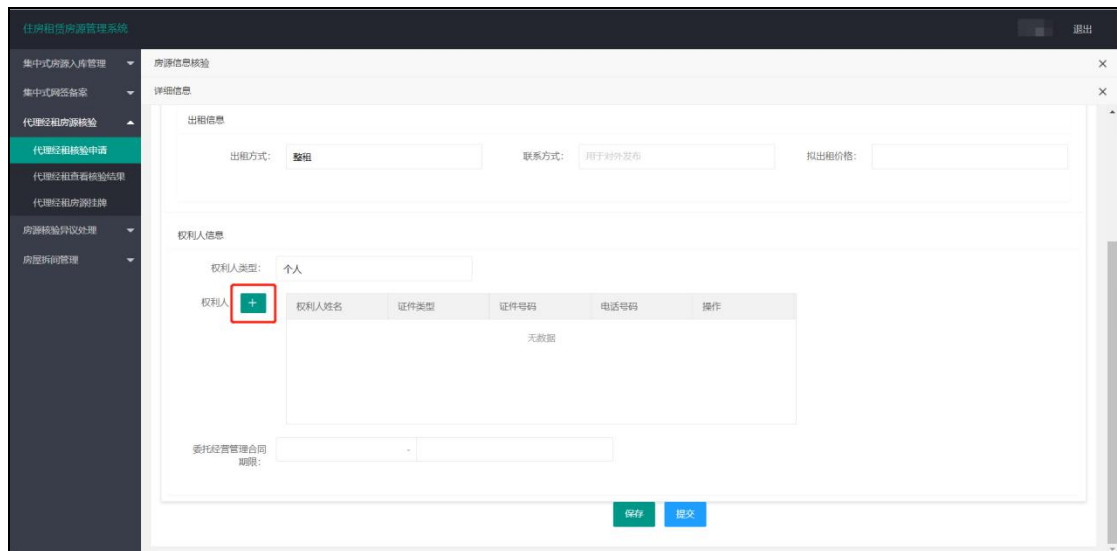 住房租赁房源管理系统
退出
集中式房源入库管理
集中式网签备案
代理经租房源核验
代理经租核验申请
代理经租查看核验结果
代理经租房源挂牌
房源核验异议处理
房屋拆间管理
房源信息核验
详细信息
出租信息
出租方式: 整租 联系方式: 用于对外发布 拟出租价格:
权利人信息
权利人类型: 个人
权利人 +
权利人姓名 证件类型 证件号码 电话号码 操作
无数据
委托经营管理合同
期限: -
保存 提交